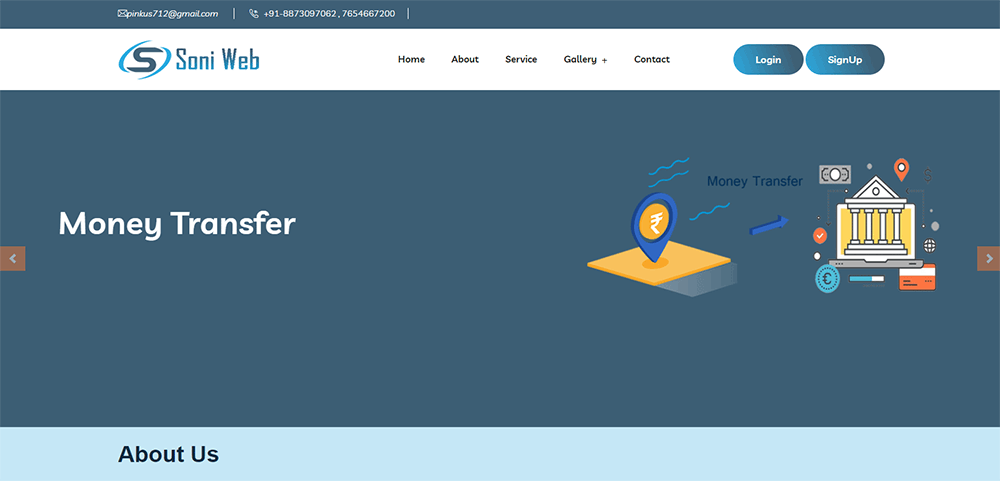 pinkus712@gmail.com +91-8873097062 , 7654667200
S Soni Web Home About Service Gallery + Contact Login SignUp
Money Transfer
Money Transfer
About Us